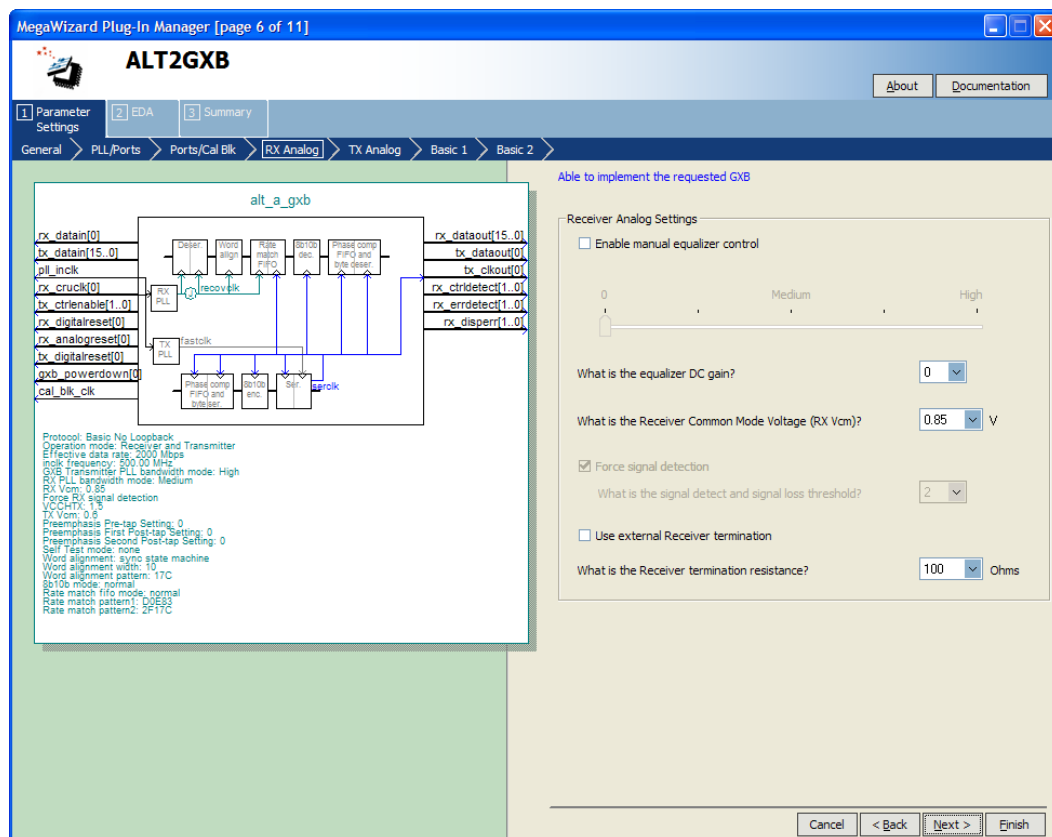 MegaWizard Plug-In Manager [page 6 of 11]
ALT2GXB
About
Documentation
1 Parameter Settings
2 EDA
3 Summary
General
PLL/Ports
Ports/Cal Blk
RX Analog
TX Analog
Basic 1
Basic 2
alt_a_gxb
rx_datain[0]
tx_datain[15..0]
pll_inclk
rx_cruclk[0]
tx_ctrlenable[1..0]
rx_digitalreset[0]
rx_analogreset[0]
tx_digitalreset[0]
gxb_powerdown[0]
cal_blk_clk
Deser.
Word align
Rate match FIFO
8b10b dec.
Phase comp FIFO and byte deser.
RX PLL
recovclk
TX PLL
fastclk
Phase comp FIFO and byte ser.
8b10b enc.
Ser.
serclk
rx_dataout[15..0]
tx_dataout[0]
tx_clkout[0]
rx_ctrldetect[1..0]
rx_errdetect[1..0]
rx_disperr[1..0]
Protocol: Basic No Loopback
Operation mode: Receiver and Transmitter
Effective data rate: 2000 Mbps
inclk frequency: 500.00 MHz
GXB Transmitter PLL bandwidth mode: High
RX PLL bandwidth mode: Medium
RX Vcm: 0.85
Force RX signal detection
VCCHTX: 1.5
TX Vcm: 0.6
Preemphasis Pre-tap Setting: 0
Preemphasis First Post-tap Setting: 0
Preemphasis Second Post-tap Setting: 0
Self Test mode: none
Word alignment: sync state machine
Word alignment width: 10
Word alignment pattern: 17C
8b10b mode: normal
Rate match fifo mode: normal
Rate match pattern1: D0E83
Rate match pattern2: 2F17C
Able to implement the requested GXB
Receiver Analog Settings
Enable manual equalizer control
0 Medium High
What is the equalizer DC gain? 0
What is the Receiver Common Mode Voltage (RX Vcm)? 0.85 V
Force signal detection
What is the signal detect and signal loss threshold? 2
Use external Receiver termination
What is the Receiver termination resistance? 100 Ohms
Cancel
< Back
Next >
Finish